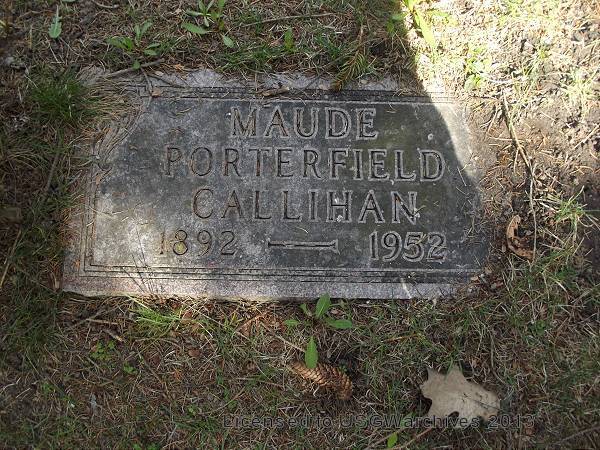 MAUDE
PORTERFIELD
CALLIHAN
1892 — 1952
Licensed to USGWarchives 2013